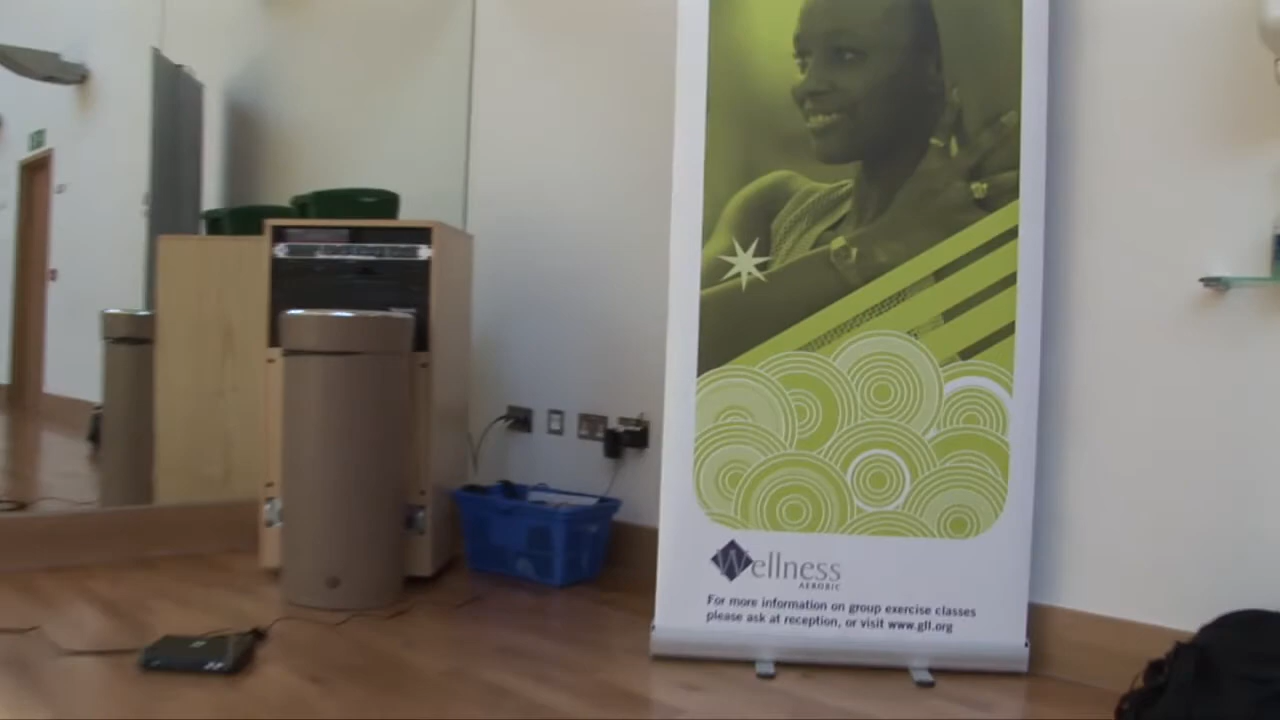 Wellness
AEROBIC
For more information on group exercise classes
please ask at reception, or visit www.gll.org